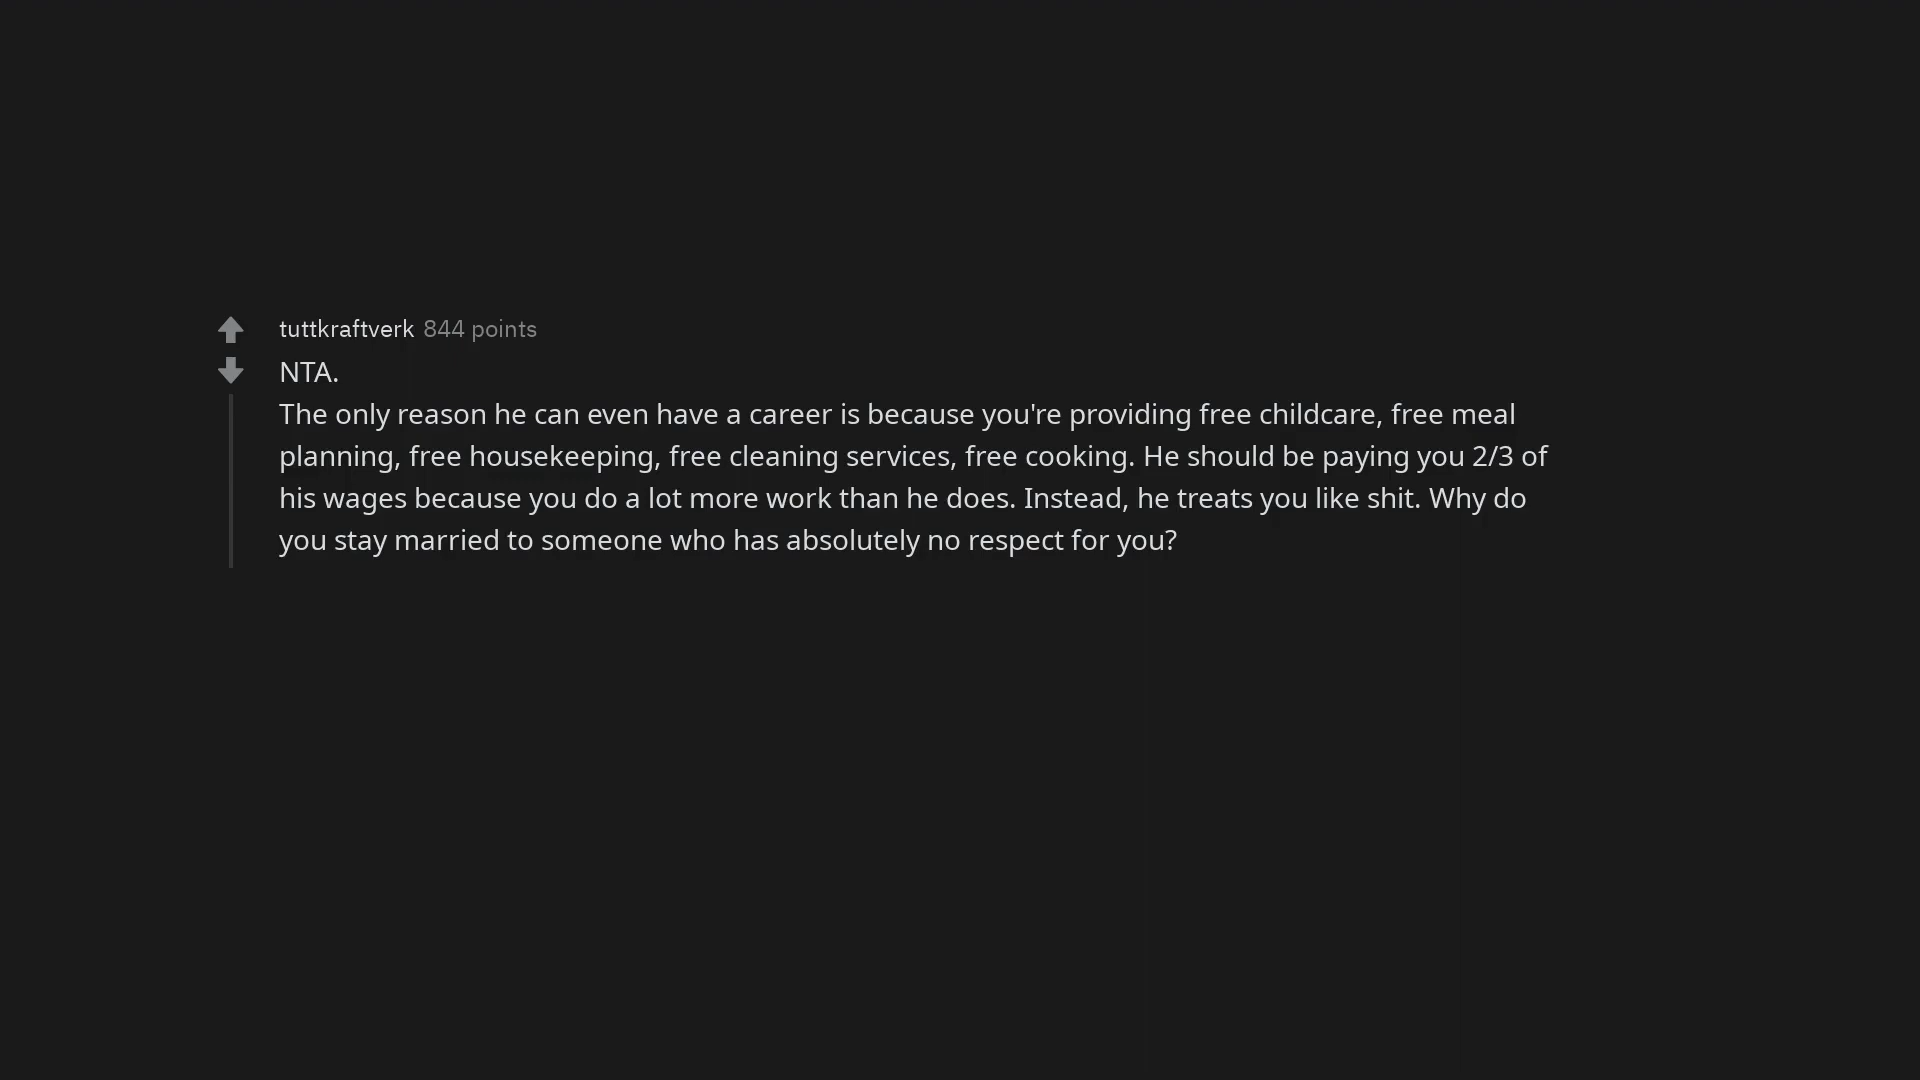 tuttkraftverk 844 points
NTA.
The only reason he can even have a career is because you're providing free childcare, free meal
planning, free housekeeping, free cleaning services, free cooking. He should be paying you 2/3 of
his wages because you do a lot more work than he does. Instead, he treats you like shit. Why do
you stay married to someone who has absolutely no respect for you?